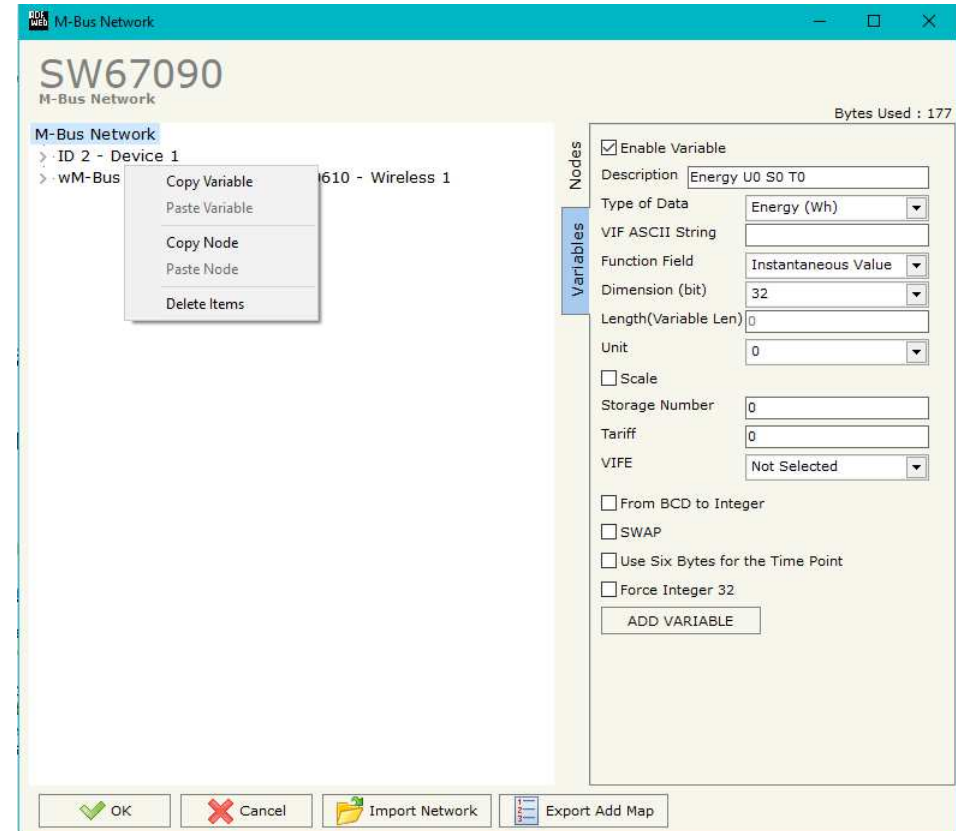 ADF
WEB
M-Bus Network
SW67090
M-Bus Network
Bytes Used : 177
M-Bus Network
ID 2 - Device 1
wM-Bus 0610 - Wireless 1
Copy Variable
Paste Variable
Copy Node
Paste Node
Delete Items
Nodes
Variables
Enable Variable
Description Energy U0 S0 T0
Type of Data Energy (Wh)
VIF ASCII String
Function Field Instantaneous Value
Dimension (bit) 32
Length(Variable Len) 0
Unit 0
Scale
Storage Number 0
Tariff 0
VIFE Not Selected
From BCD to Integer
SWAP
Use Six Bytes for the Time Point
Force Integer 32
ADD VARIABLE
OK Cancel Import Network Export Add Map